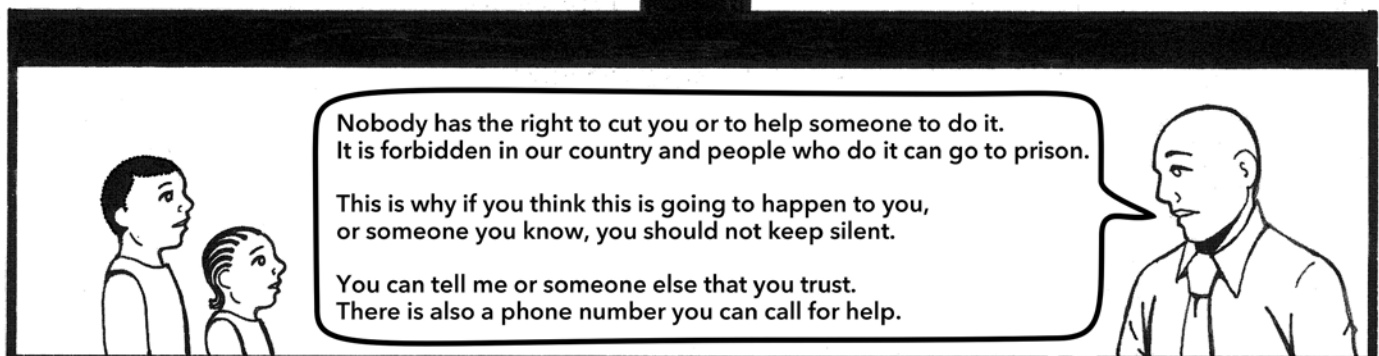 Nobody has the right to cut you or to help someone to do it.
It is forbidden in our country and people who do it can go to prison.
This is why if you think this is going to happen to you,
or someone you know, you should not keep silent.
You can tell me or someone else that you trust.
There is also a phone number you can call for help.